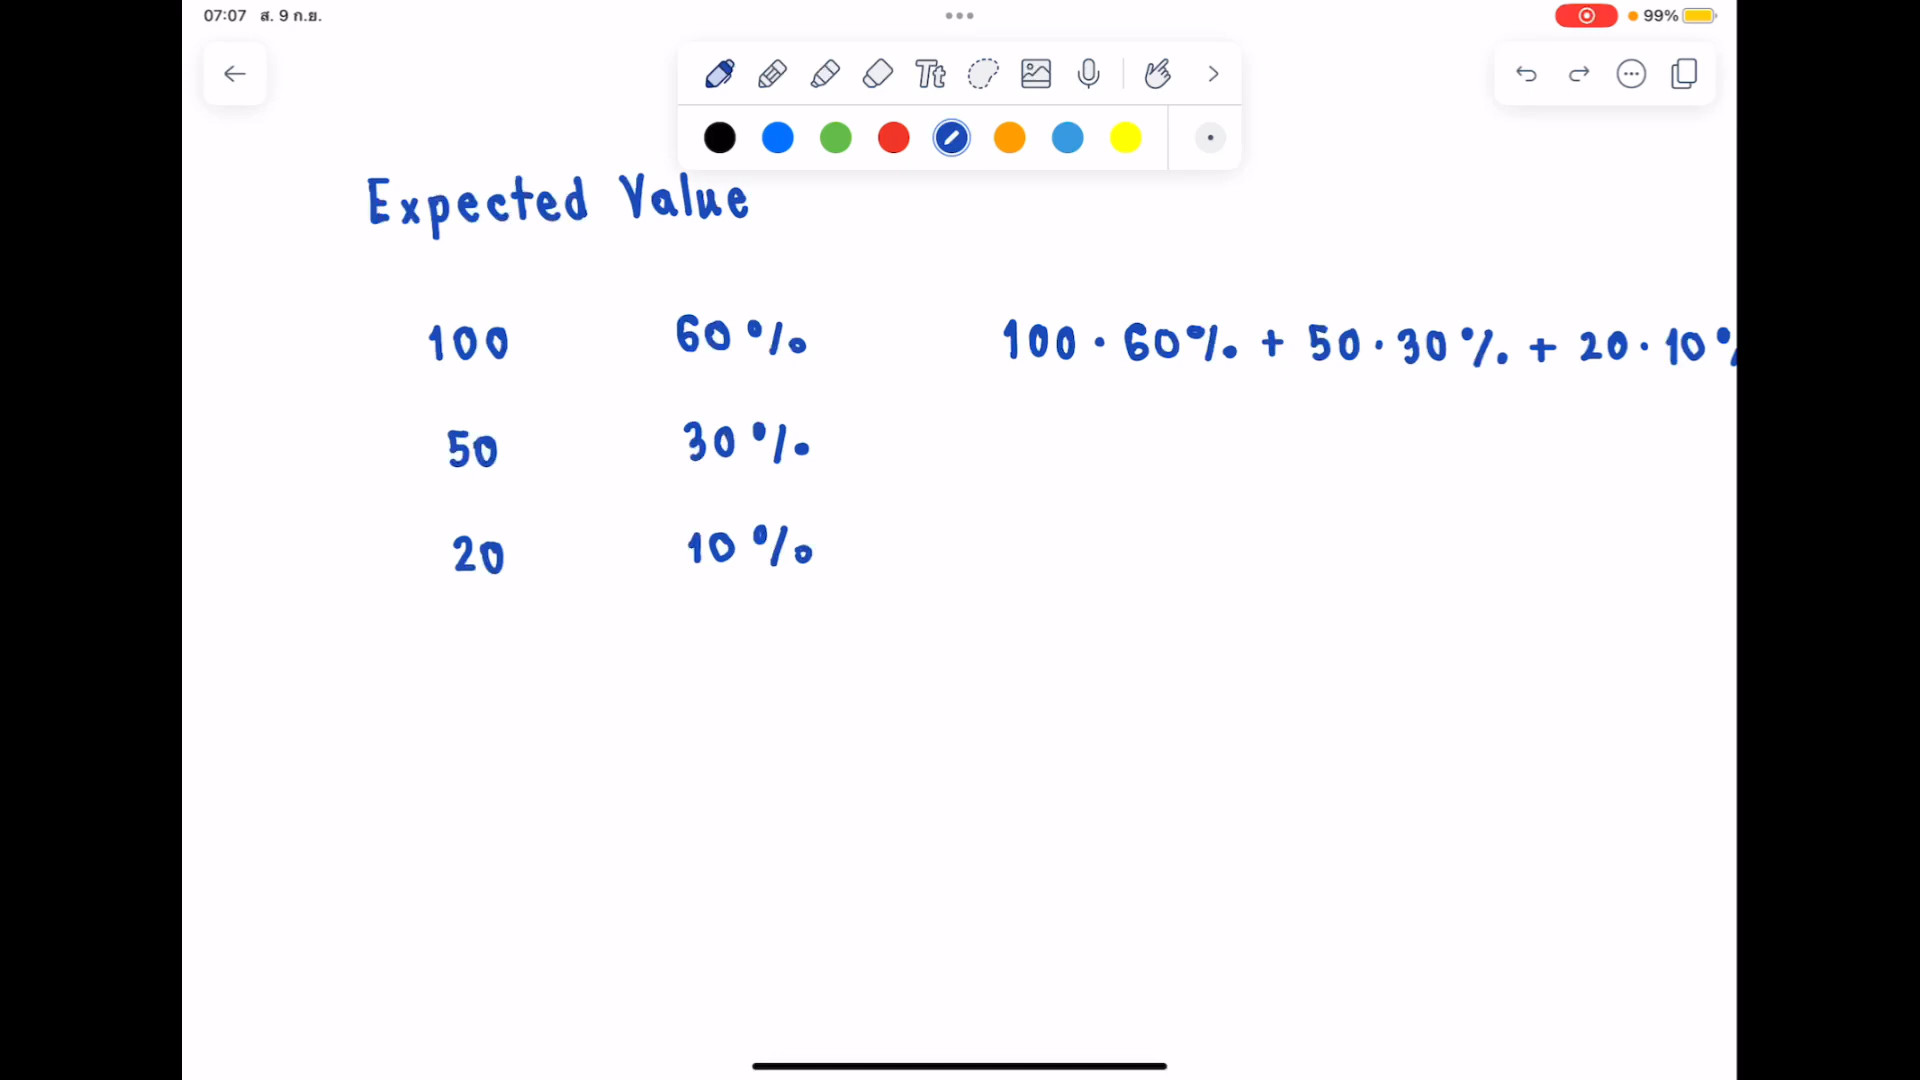 07:07 ส. 9 ก.ย.
99%
Tt
Expected Value
100 60% 100 · 60% + 50 · 30% + 20 · 10%
50 30%
20 10%